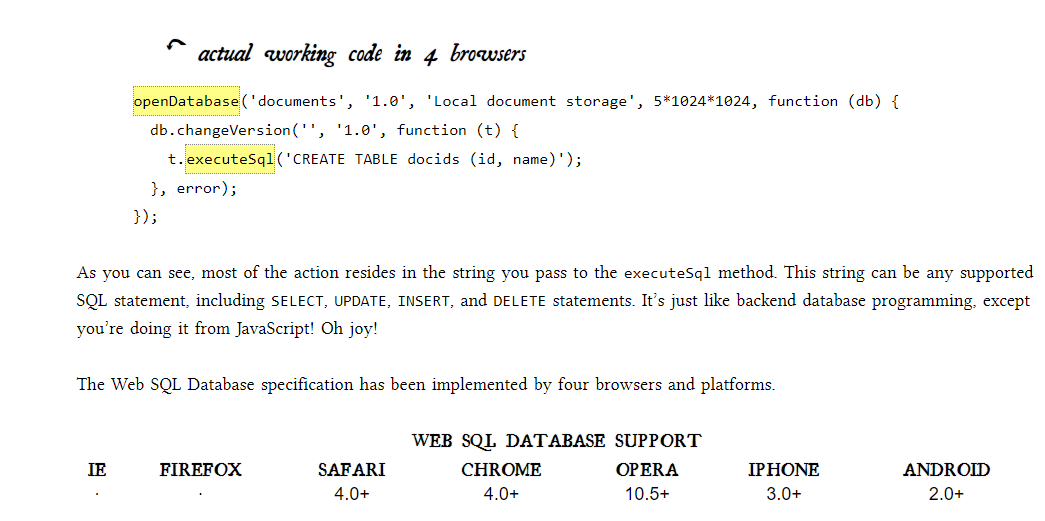 actual working code in 4 browsers
openDatabase('documents', '1.0', 'Local document storage', 5*1024*1024, function (db) {
  db.changeVersion('', '1.0', function (t) {
    t.executeSql('CREATE TABLE docids (id, name)');
  }, error);
});
As you can see, most of the action resides in the string you pass to the executeSql method. This string can be any supported
SQL statement, including SELECT, UPDATE, INSERT, and DELETE statements. It’s just like backend database programming, except
you’re doing it from JavaScript! Oh joy!
The Web SQL Database specification has been implemented by four browsers and platforms.
WEB SQL DATABASE SUPPORT
IE FIREFOX SAFARI CHROME OPERA IPHONE ANDROID
· · 4.0+ 4.0+ 10.5+ 3.0+ 2.0+